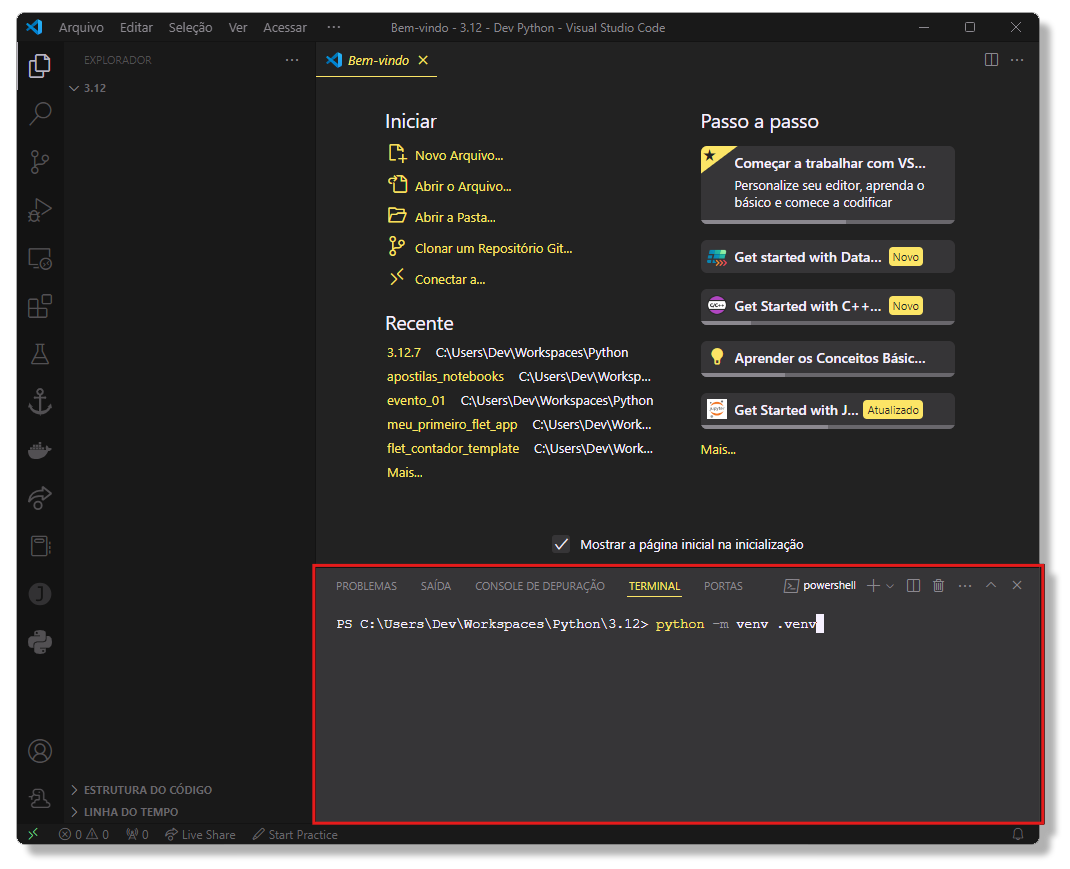 Arquivo Editar Seleção Ver Acessar ··· Bem-vindo - 3.12 - Dev Python - Visual Studio Code
EXPLORADOR ···
3.12
Bem-vindo
Iniciar
Novo Arquivo...
Abrir o Arquivo...
Abrir a Pasta...
Clonar um Repositório Git...
Conectar a...
Recente
3.12.7 C:\Users\Dev\Workspaces\Python
apostilas_notebooks C:\Users\Dev\Worksp...
evento_01 C:\Users\Dev\Workspaces\Python
meu_primeiro_flet_app C:\Users\Dev\Work...
flet_contador_template C:\Users\Dev\Work...
Mais...
Passo a passo
Começar a trabalhar com VS...
Personalize seu editor, aprenda o
básico e comece a codificar
Get started with Data... Novo
C/C++ Get Started with C++... Novo
Aprender os Conceitos Básic...
jupyter Get Started with J... Atualizado
Mais...
Mostrar a página inicial na inicialização
PROBLEMAS SAÍDA CONSOLE DE DEPURAÇÃO TERMINAL PORTAS powershell
PS C:\Users\Dev\Workspaces\Python\3.12> python -m venv .venv
ESTRUTURA DO CÓDIGO
LINHA DO TEMPO
0 0 0 Live Share Start Practice